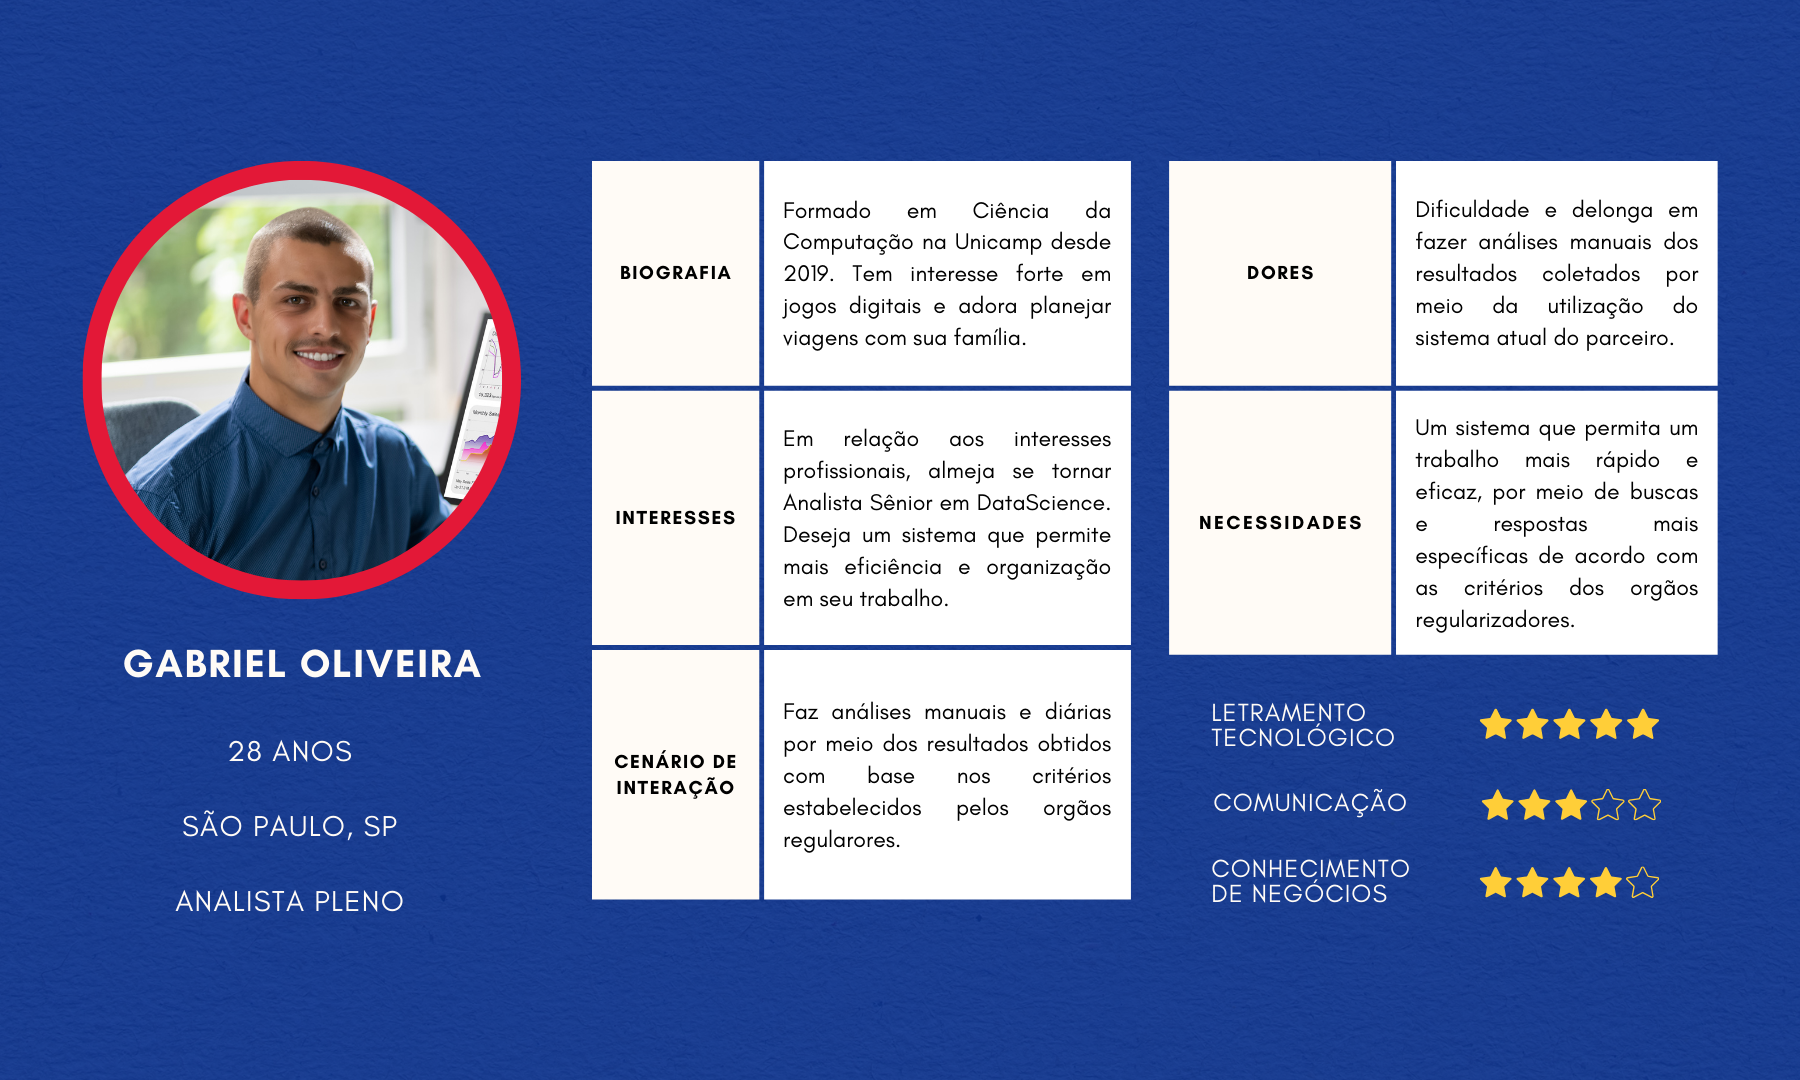 GABRIEL OLIVEIRA
28 ANOS
SÃO PAULO, SP
ANALISTA PLENO
BIOGRAFIA
Formado em Ciência da
Computação na Unicamp desde
2019. Tem interesse forte em
jogos digitais e adora planejar
viagens com sua família.
INTERESSES
Em relação aos interesses
profissionais, almeja se tornar
Analista Sênior em DataScience.
Deseja um sistema que permite
mais eficiência e organização
em seu trabalho.
CENÁRIO DE
INTERAÇÃO
Faz análises manuais e diárias
por meio dos resultados obtidos
com base nos critérios
estabelecidos pelos orgãos
regularores.
DORES
Dificuldade e delonga em
fazer análises manuais dos
resultados coletados por
meio da utilização do
sistema atual do parceiro.
NECESSIDADES
Um sistema que permita um
trabalho mais rápido e
eficaz, por meio de buscas
e respostas mais
específicas de acordo com
as critérios dos orgãos
regularizadores.
LETRAMENTO
TECNOLÓGICO
COMUNICAÇÃO
CONHECIMENTO
DE NEGÓCIOS